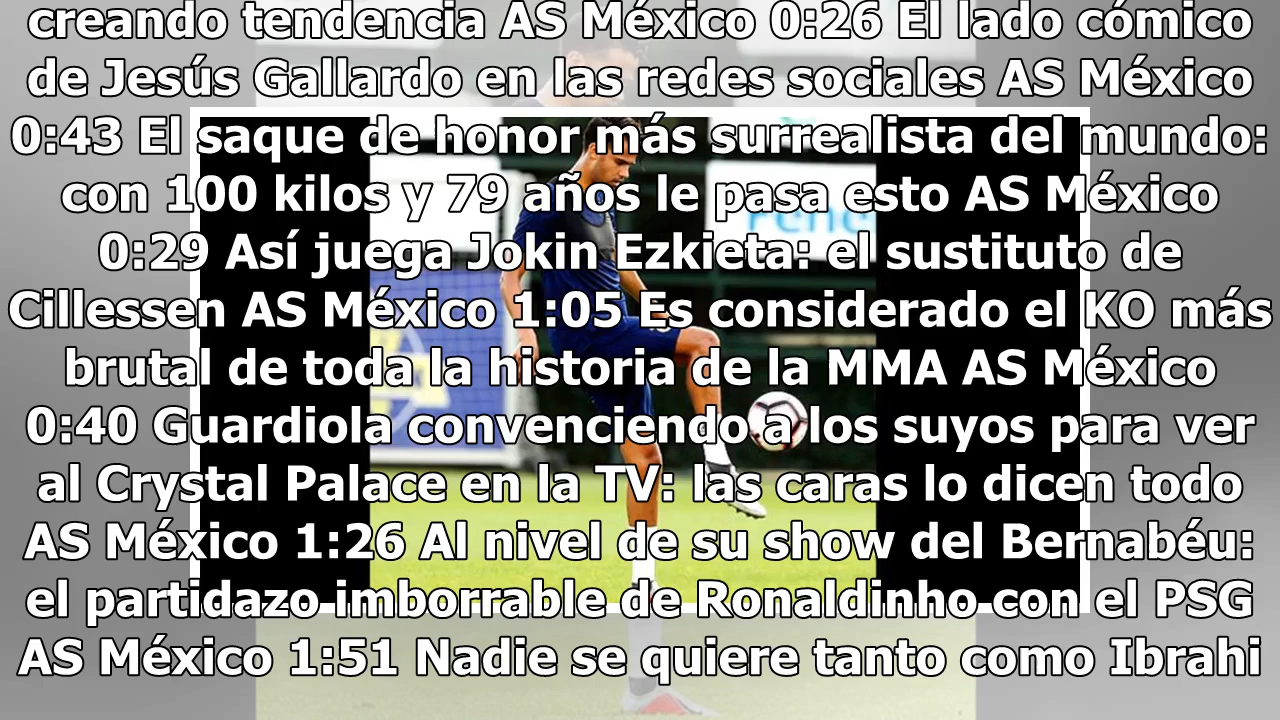 creando tendencia AS México 0:26 El lado cómico
de Jesús Gallardo en las redes sociales AS México
0:43 El saque de honor más surrealista del mundo:
con 100 kilos y 79 años le pasa esto AS México
0:29 Así juega Jokin Ezkieta: el sustituto de
Cillessen AS México 1:05 Es considerado el KO más
brutal de toda la historia de la MMA AS México
0:40 Guardiola convenciendo a los suyos para ver
al Crystal Palace en la TV: las caras lo dicen todo
AS México 1:26 Al nivel de su show del Bernabéu:
el partidazo imborrable de Ronaldinho con el PSG
AS México 1:51 Nadie se quiere tanto como Ibrahi